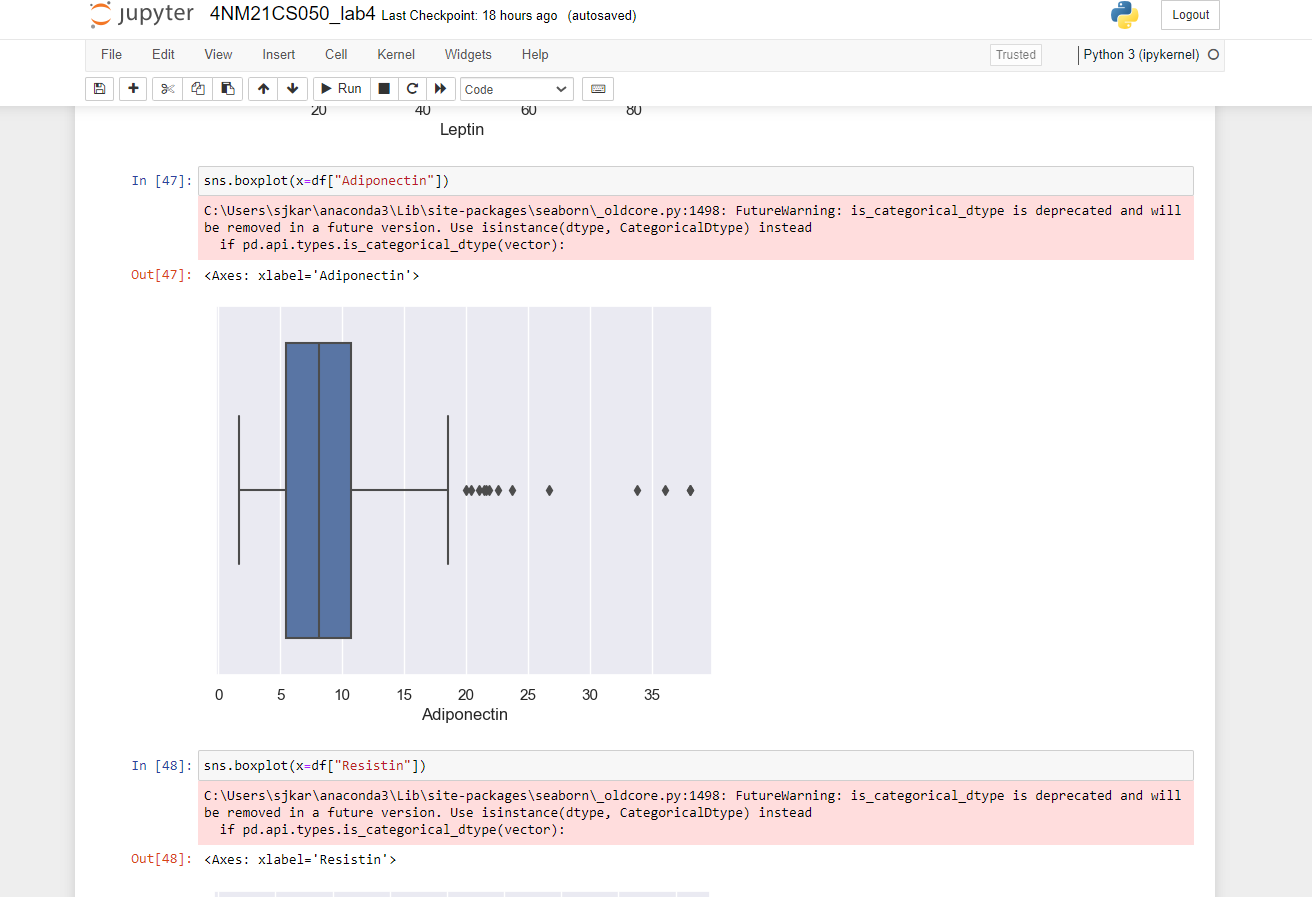 jupyter 4NM21CS050_lab4 Last Checkpoint: 18 hours ago (autosaved)
Logout
File Edit View Insert Cell Kernel Widgets Help
Trusted
Python 3 (ipykernel)
Run
Code
20 40 60 80
Leptin
In [47]: sns.boxplot(x=df["Adiponectin"])
C:\Users\sjkar\anaconda3\Lib\site-packages\seaborn\_oldcore.py:1498: FutureWarning: is_categorical_dtype is deprecated and will
be removed in a future version. Use isinstance(dtype, CategoricalDtype) instead
if pd.api.types.is_categorical_dtype(vector):
Out[47]: <Axes: xlabel='Adiponectin'>
0 5 10 15 20 25 30 35
Adiponectin
In [48]: sns.boxplot(x=df["Resistin"])
C:\Users\sjkar\anaconda3\Lib\site-packages\seaborn\_oldcore.py:1498: FutureWarning: is_categorical_dtype is deprecated and will
be removed in a future version. Use isinstance(dtype, CategoricalDtype) instead
if pd.api.types.is_categorical_dtype(vector):
Out[48]: <Axes: xlabel='Resistin'>